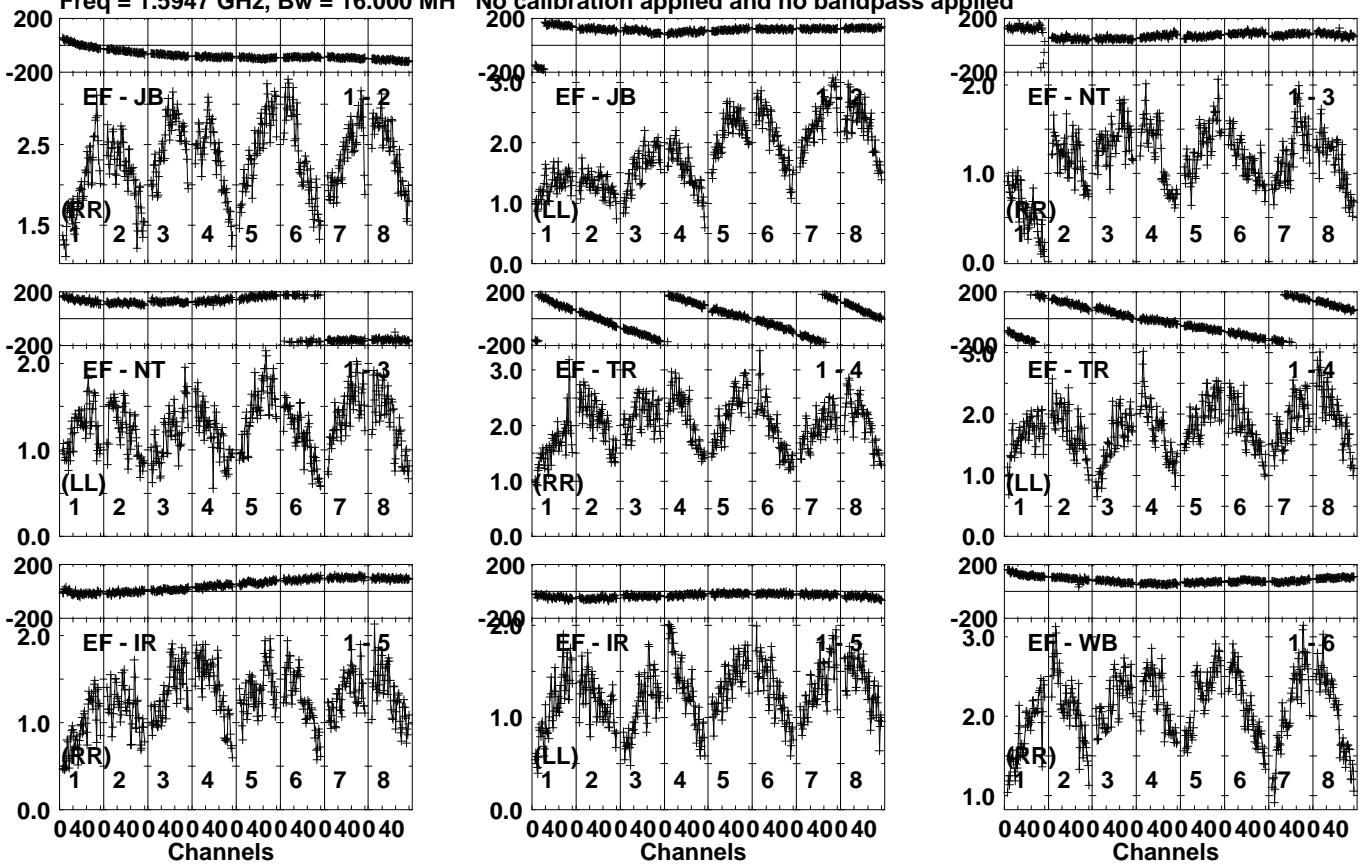 Freq = 1.5947 GHz, Bw = 16.000 MH   No calibration applied and no bandpass applied
200 200 200
-200 -200 -200
EF - JB 1 - 2 3.0 EF - JB 1 - 2 EF - NT 1 - 3
2.5 2.0 1.0
1.5 (RR) 1.0 (LL) (RR)
1 2 3 4 5 6 7 8 1 2 3 4 5 6 7 8 1 2 3 4 5 6 7 8
0.0 0.0
200 200 200
-200 -200 -200
2.0 EF - NT 1 - 3 3.0 EF - TR 1 - 4 3.0 EF - TR 1 - 4
2.0 2.0
1.0 (LL) 1.0 (RR) 1.0 (LL)
1 2 3 4 5 6 7 8 1 2 3 4 5 6 7 8 1 2 3 4 5 6 7 8
0.0 0.0 0.0
200 200 200
-200 -200 -200
2.0 EF - IR 1 - 5 2.0 EF - IR 1 - 5 3.0 EF - WB 1 - 6
1.0 1.0 2.0
(RR) (LL) (RR)
1 2 3 4 5 6 7 8 1 2 3 4 5 6 7 8 1 2 3 4 5 6 7 8
0.0 0.0 1.0
0 40 0 40 0 40 0 40 0 40 0 40 0 40 0 40 0 40 0 40 0 40 0 40 0 40 0 40 0 40 0 40 0 40 0 40 0 40 0 40 0 40 0 40 0 40 0 40
Channels Channels Channels